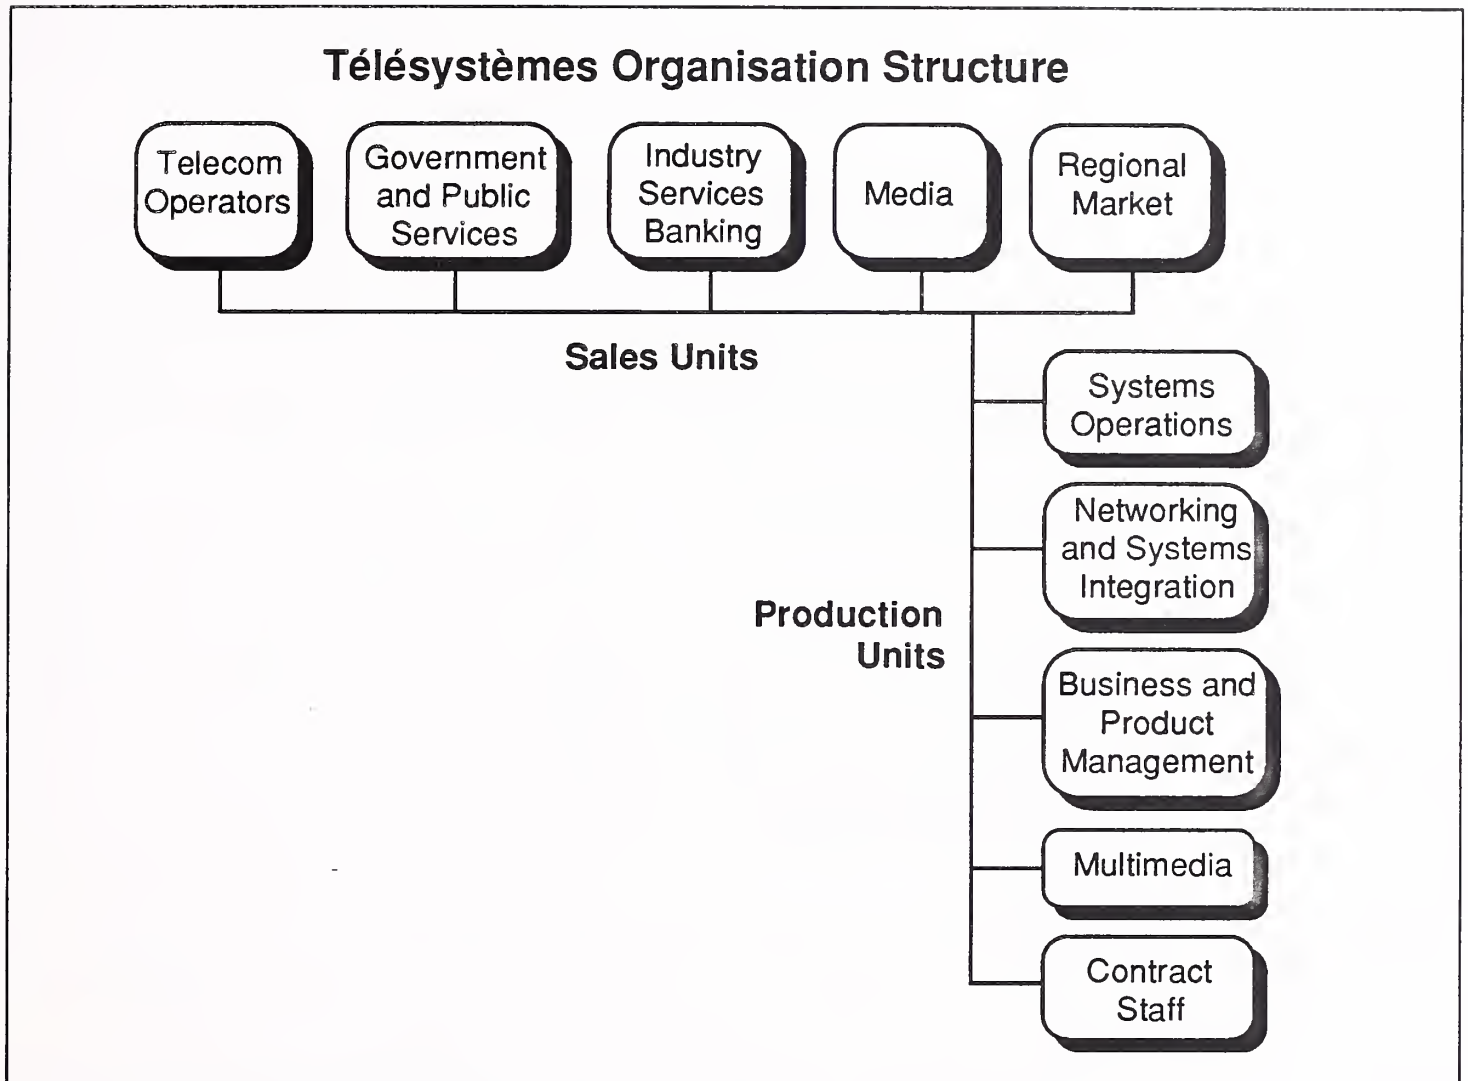 Télésystèmes Organisation Structure
Telecom
Operators
Government
and Public
Services
Industry
Services
Banking
Media
Regional
Market
Sales Units
Systems
Operations
Networking
and Systems
Integration
Production
Units
Business and
Product
Management
Multimedia
Contract
Staff